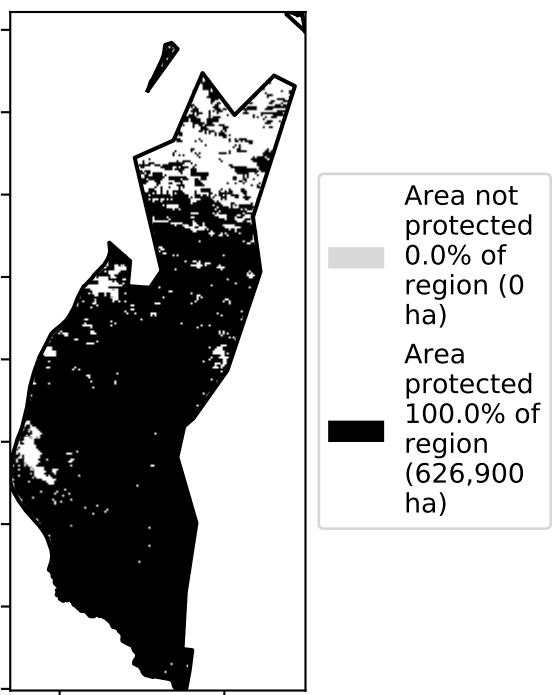 Area not
protected
0.0% of
region (0
ha)
Area
protected
100.0% of
region
(626,900
ha)